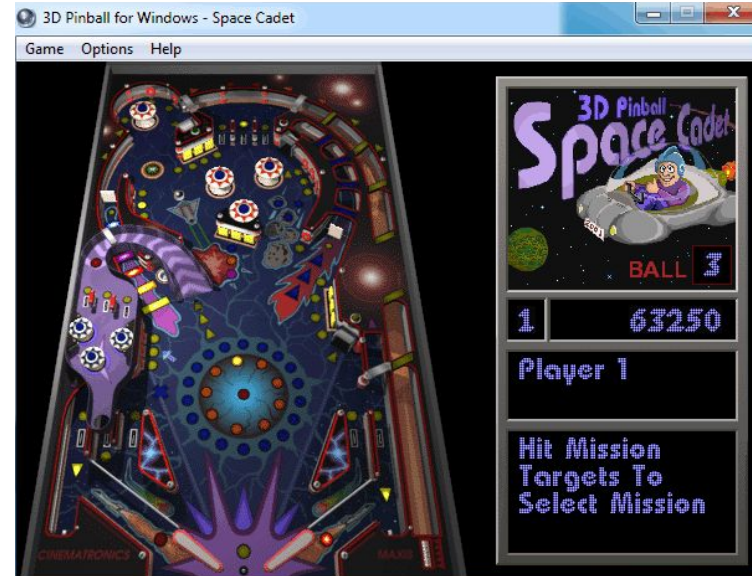 3D Pinball for Windows - Space Cadet
Game Options Help
3D Pinball
Space Cadet
BALL 3
1 63250
Player 1
Hit Mission
Targets To
Select Mission
CINEMATRONICS
MAXIS